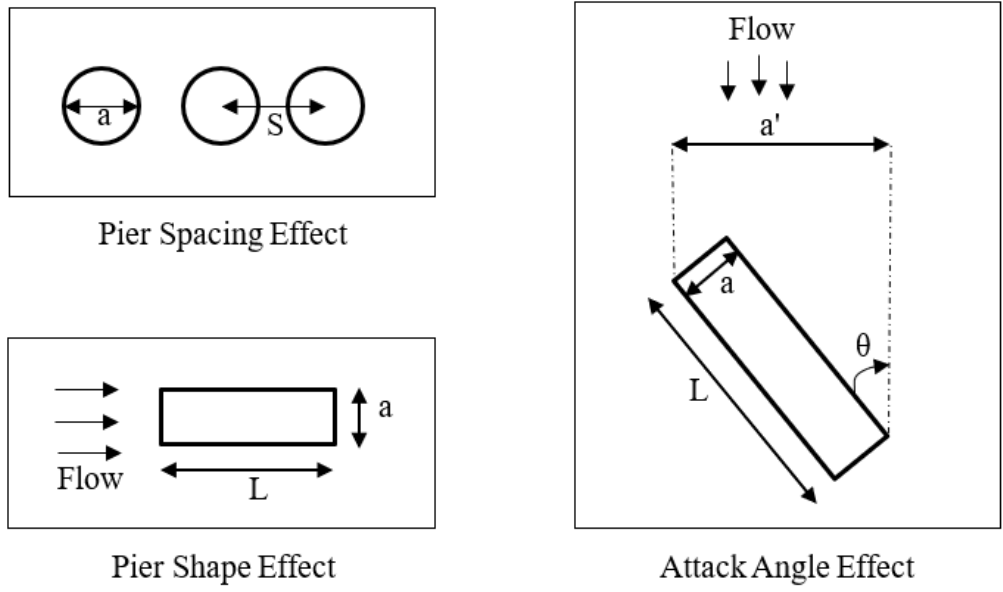 a
S
Pier Spacing Effect
Flow
a
L
Pier Shape Effect
Flow
a'
a
θ
L
Attack Angle Effect